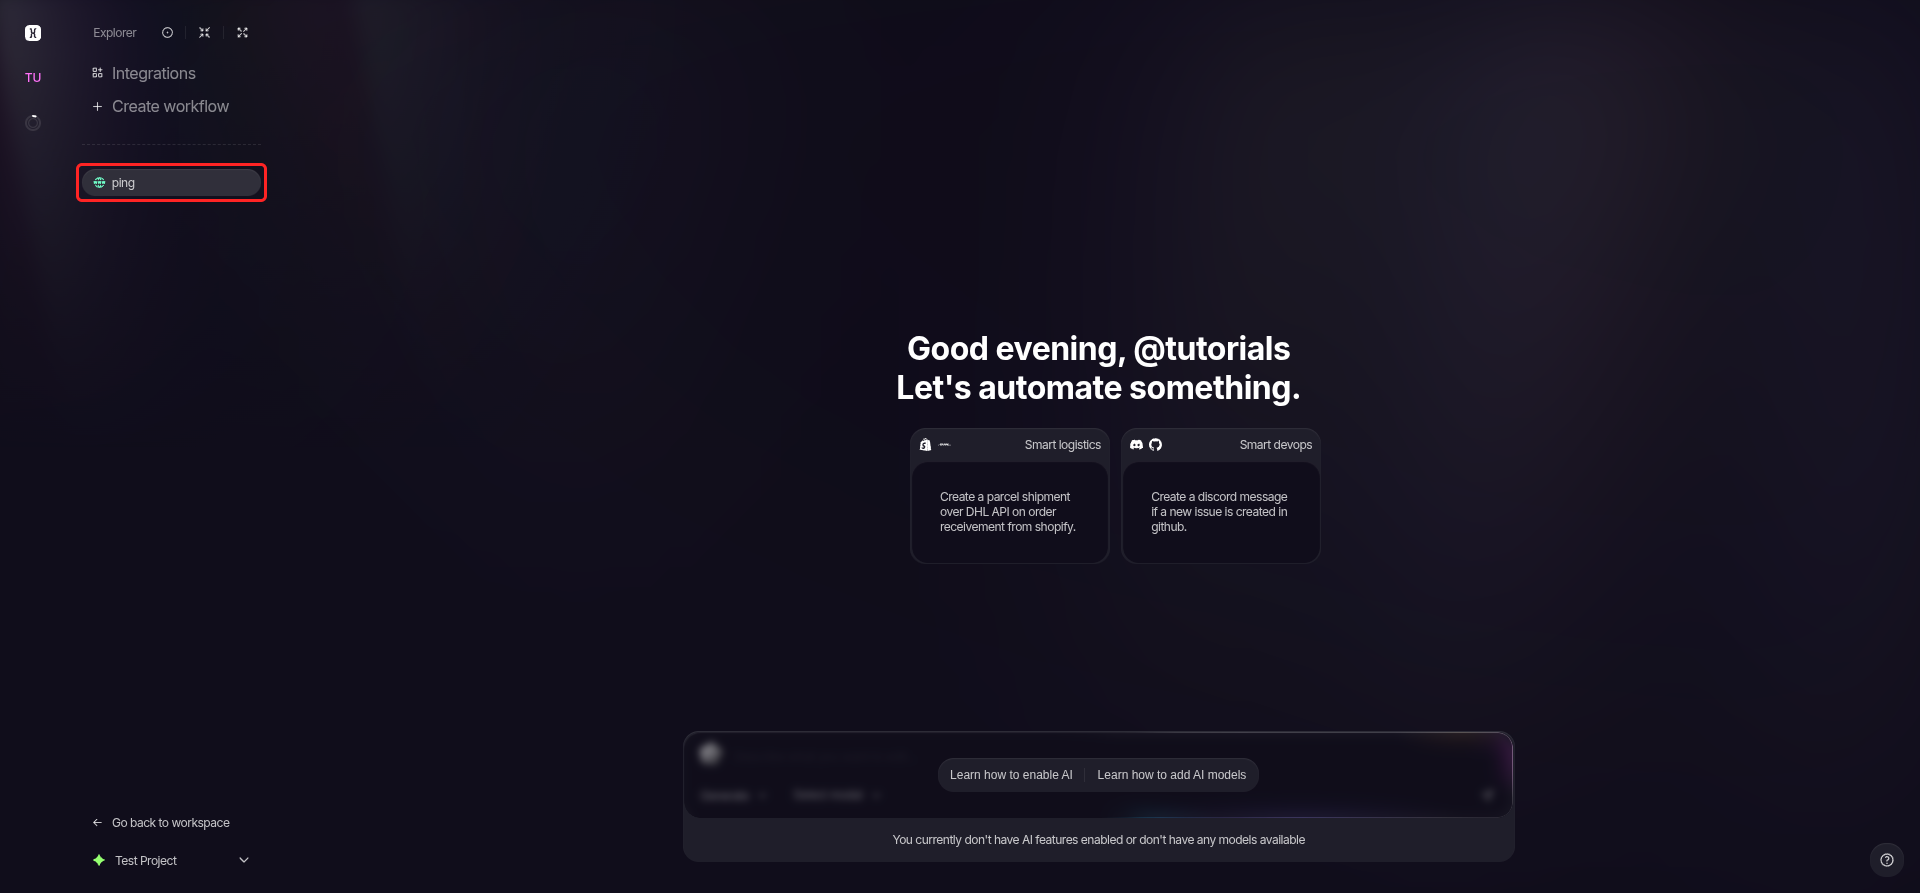 Explorer
TU
Integrations
Create workflow
ping
Good evening, @tutorials
Let's automate something.
Smart logistics
Create a parcel shipment
over DHL API on order
receivement from shopify.
Smart devops
Create a discord message
if a new issue is created in
github.
Learn how to enable AI
Learn how to add AI models
You currently don't have AI features enabled or don't have any models available
Go back to workspace
Test Project